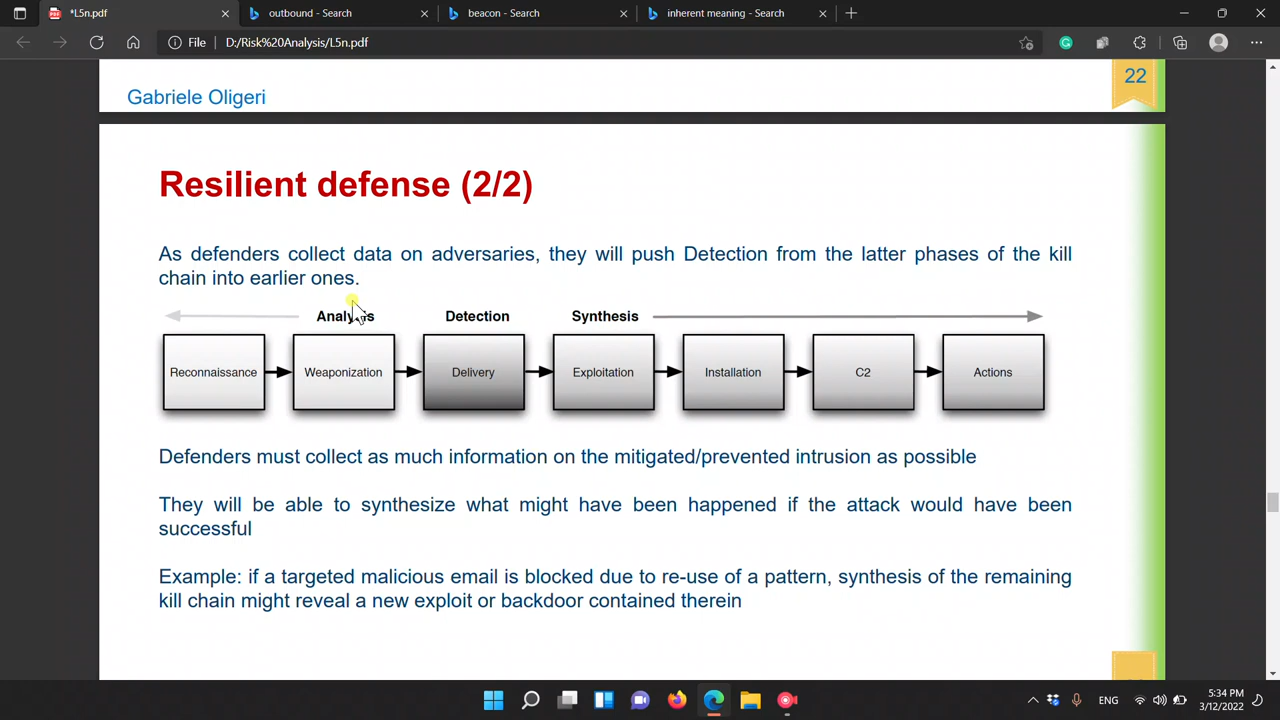 *L5n.pdf
outbound - Search
beacon - Search
inherent meaning - Search
File
D:/Risk%20Analysis/L5n.pdf
22
Gabriele Oligeri
Resilient defense (2/2)
As defenders collect data on adversaries, they will push Detection from the latter phases of the kill
chain into earlier ones.
Analysis Detection Synthesis
Reconnaissance Weaponization Delivery Exploitation Installation C2 Actions
Defenders must collect as much information on the mitigated/prevented intrusion as possible
They will be able to synthesize what might have been happened if the attack would have been
successful
Example: if a targeted malicious email is blocked due to re-use of a pattern, synthesis of the remaining
kill chain might reveal a new exploit or backdoor contained therein
ENG
5:34 PM
3/12/2022